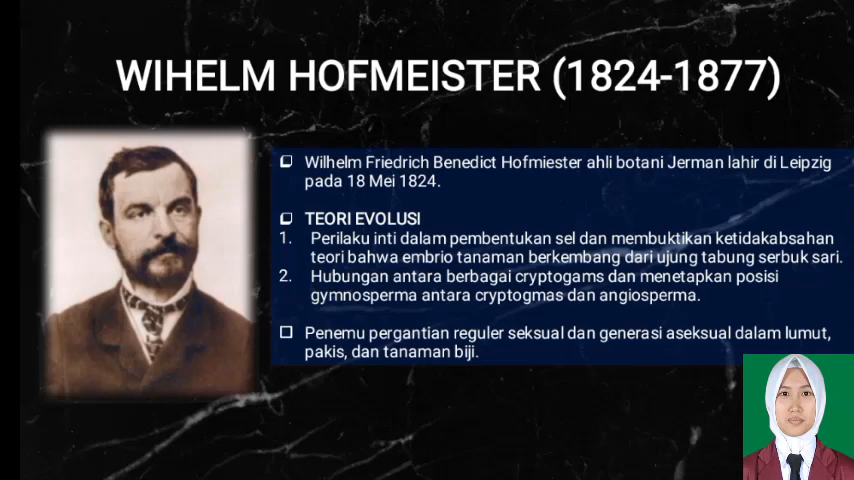 WIHELM HOFMEISTER (1824-1877)
Wilhelm Friedrich Benedict Hofmiester ahli botani Jerman lahir di Leipzig
pada 18 Mei 1824.
TEORI EVOLUSI
1. Perilaku inti dalam pembentukan sel dan membuktikan ketidakabsahan
teori bahwa embrio tanaman berkembang dari ujung tabung serbuk sari.
2. Hubungan antara berbagai cryptogams dan menetapkan posisi
gymnosperma antara cryptogmas dan angiosperma.
Penemu pergantian reguler seksual dan generasi aseksual dalam lumut,
pakis, dan tanaman biji.